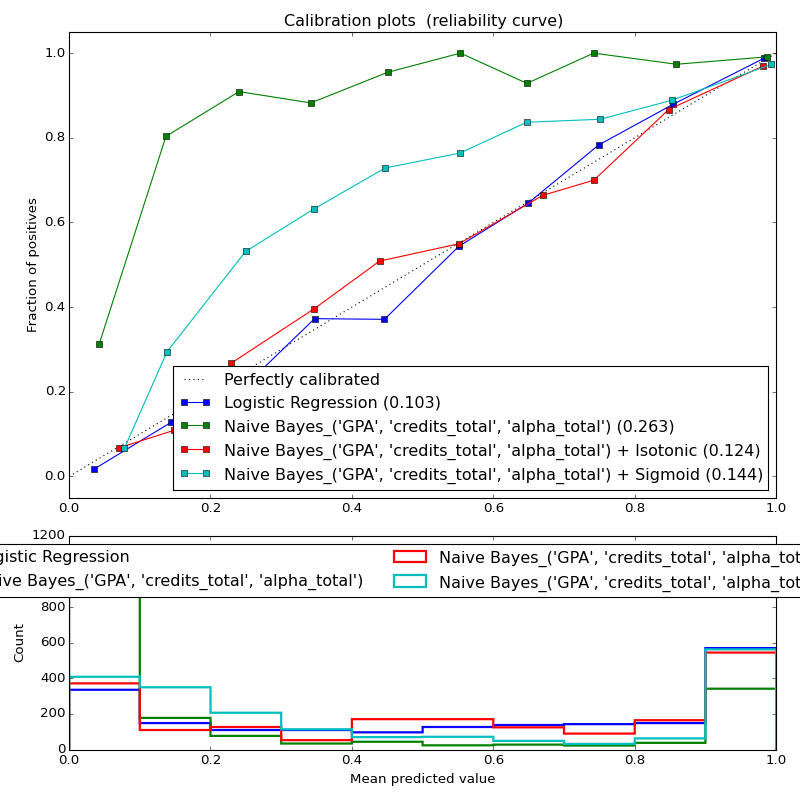 Calibration plots  (reliability curve)
1.0
0.8
0.6
0.4
0.2
0.0
Fraction of positives
Perfectly calibrated
Logistic Regression (0.103)
Naive Bayes_('GPA', 'credits_total', 'alpha_total') (0.263)
Naive Bayes_('GPA', 'credits_total', 'alpha_total') + Isotonic (0.124)
Naive Bayes_('GPA', 'credits_total', 'alpha_total') + Sigmoid (0.144)
0.0 0.2 0.4 0.6 0.8 1.0
1200
gistic Regression Naive Bayes_('GPA', 'credits_total', 'alpha_tot
ive Bayes_('GPA', 'credits_total', 'alpha_total') Naive Bayes_('GPA', 'credits_total', 'alpha_tot
800
600
400
200
0
Count
0.0 0.2 0.4 0.6 0.8 1.0
Mean predicted value